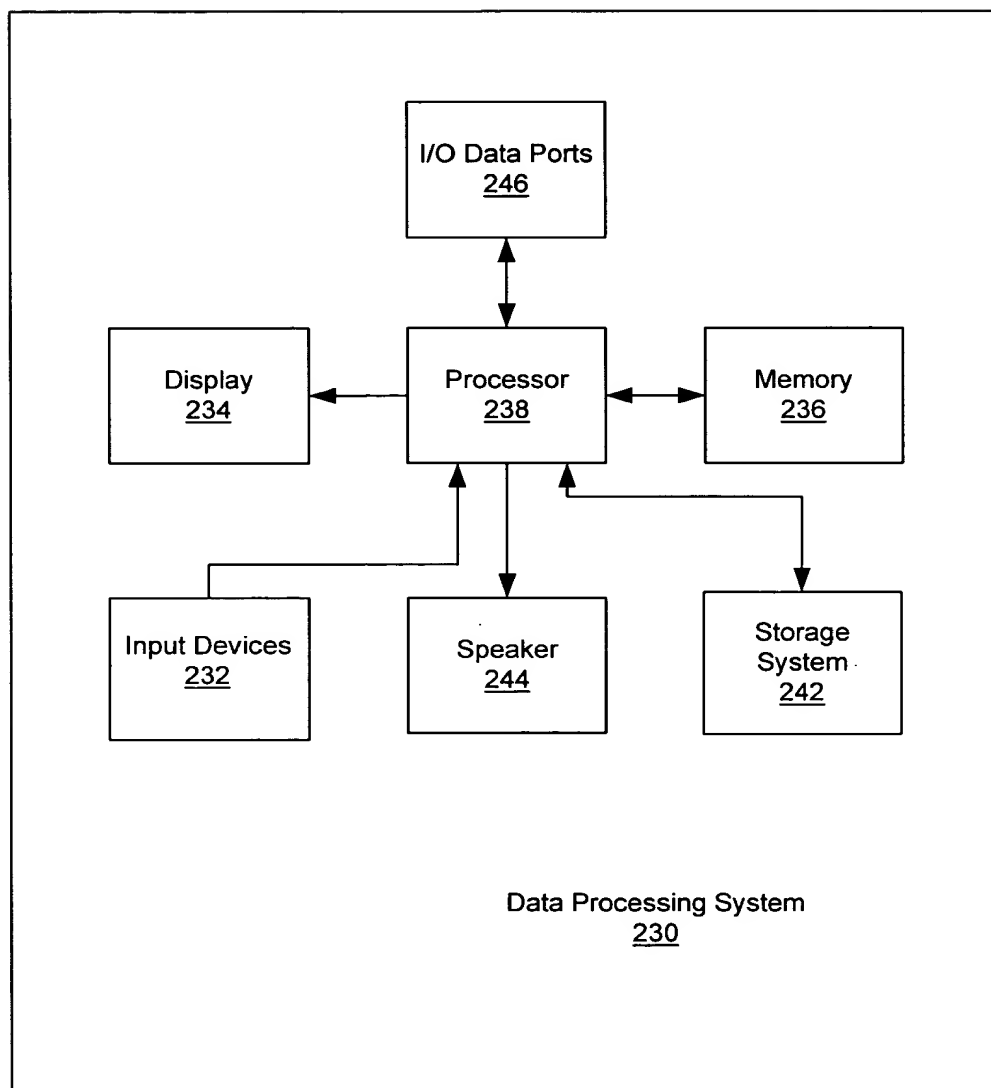 I/O Data Ports
246
Display
234
Processor
238
Memory
236
Input Devices
232
Speaker
244
Storage
System
242
Data Processing System
230